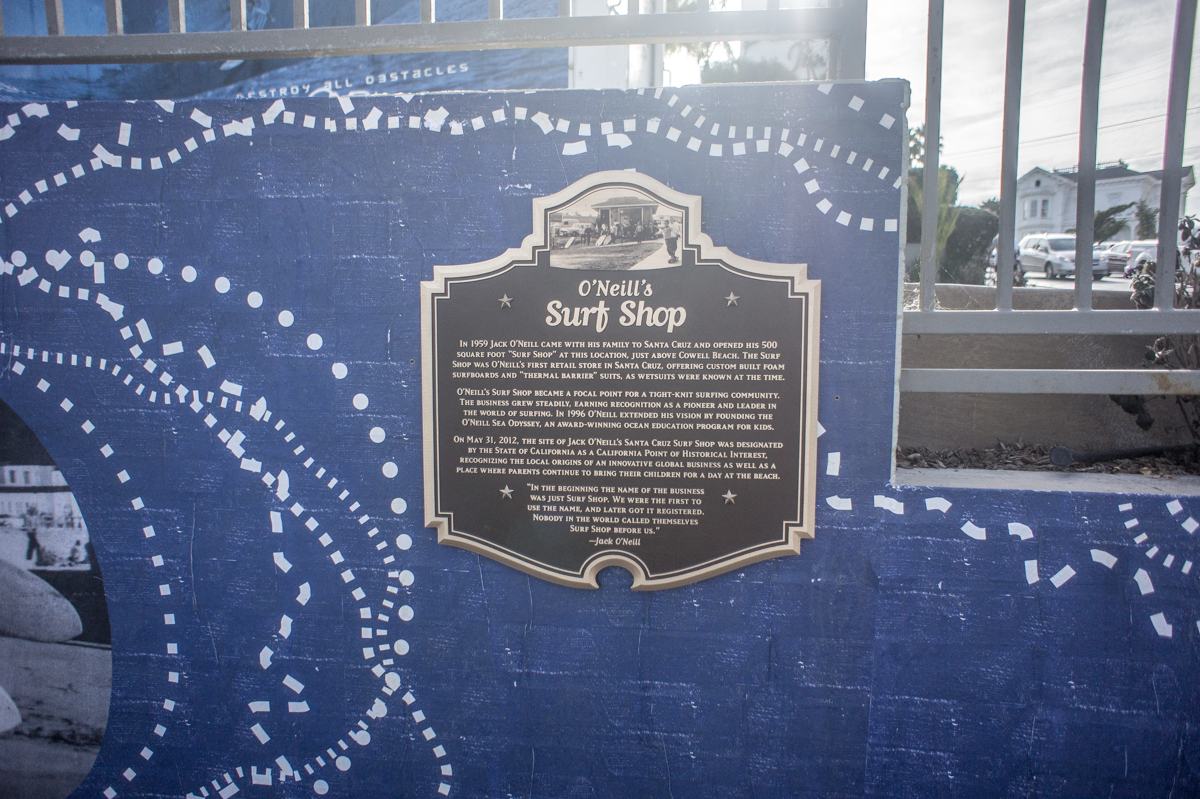 DESTROY ALL OBSTACLES
O'Neill's
Surf Shop
In 1959 Jack O'Neill came with his family to Santa Cruz and opened his 500
square foot "Surf Shop" at this location, just above Cowell Beach. The Surf
Shop was O'Neill's first retail store in Santa Cruz, offering custom built foam
surfboards and "thermal barrier" suits, as wetsuits were known at the time.
O'Neill's Surf Shop became a focal point for a tight-knit surfing community.
The business grew steadily, earning recognition as a pioneer and leader in
the world of surfing. In 1996 O'Neill extended his vision by founding the
O'Neill Sea Odyssey, an award-winning ocean education program for kids.
On May 31, 2012, the site of Jack O'Neill's Santa Cruz Surf Shop was designated
by the State of California as a California Point of Historical Interest,
recognizing the local origins of an innovative global business as well as a
place where parents continue to bring their children for a day at the beach.
"In the beginning the name of the business
was just Surf Shop. We were the first to
use the name, and later got it registered.
Nobody in the world called themselves
Surf Shop before us."
—Jack O'Neill